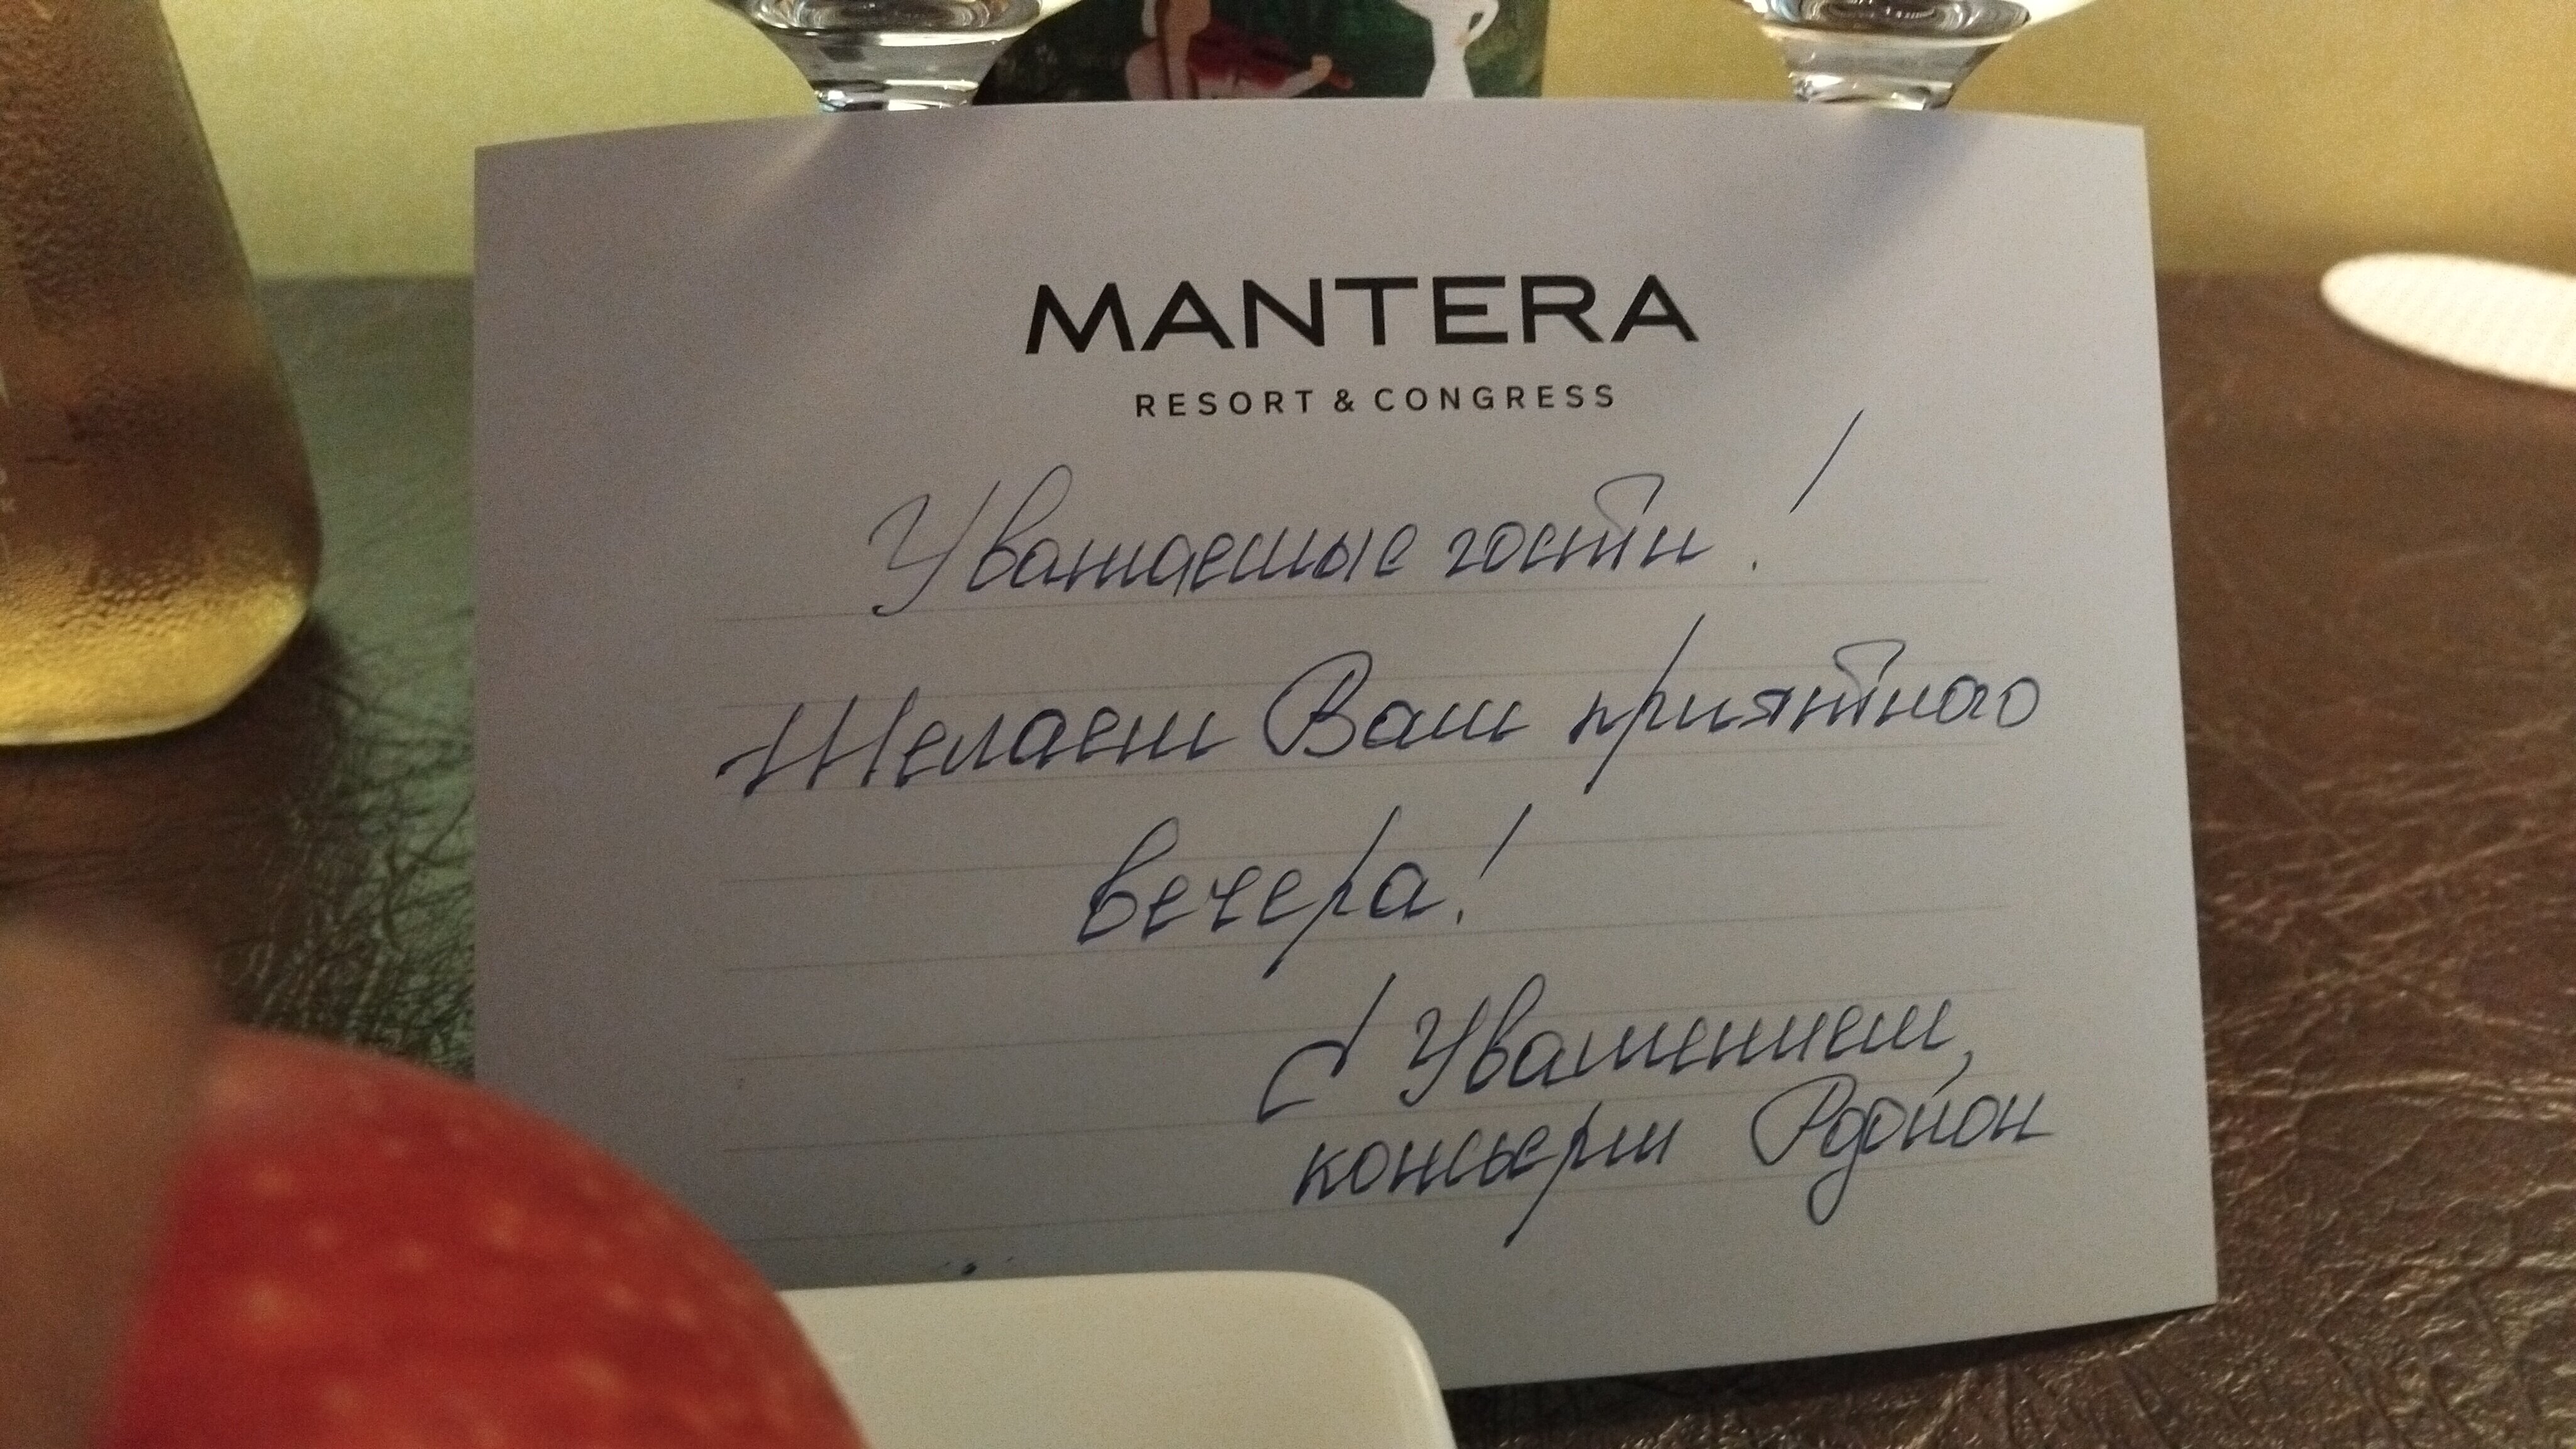 MANTERA
RESORT & CONGRESS
Уважаемые гости!
Желаем Вам приятного
вечера!
С Уважением,
консьерж Родион